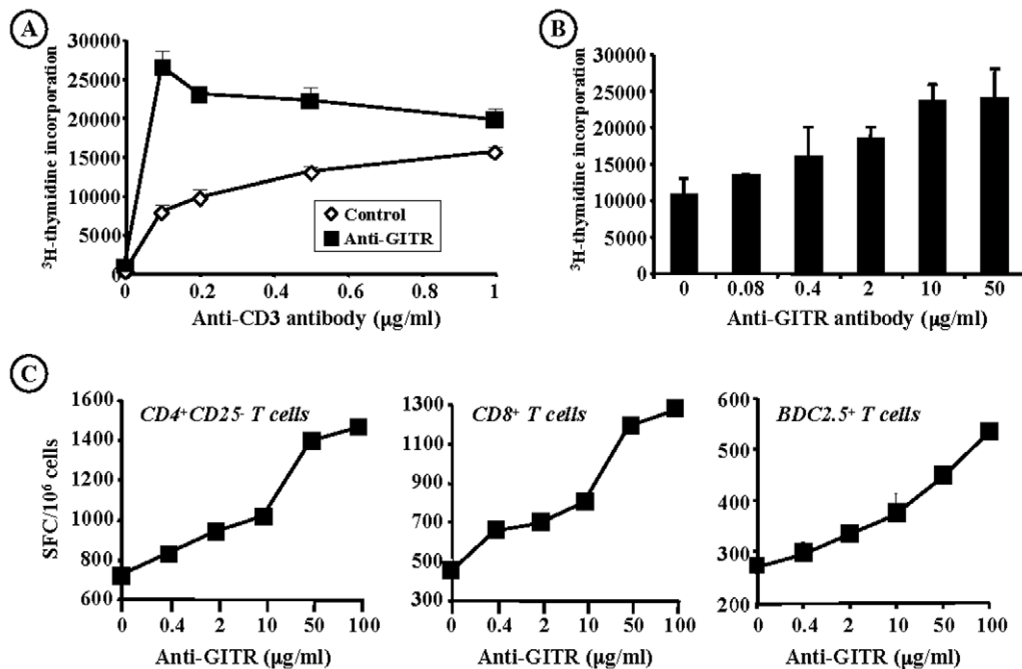 A
³H-thymidine incorporation
30000
25000
20000
15000
10000
5000
0
0 0.2 0.4 0.6 0.8 1
Anti-CD3 antibody (μg/ml)
Control
Anti-GITR
B
³H-thymidine incorporation
30000
25000
20000
15000
10000
5000
0
0 0.08 0.4 2 10 50
Anti-GITR antibody (μg/ml)
C
SFC/10⁶ cells
1600
1400
1200
1000
800
600
CD4⁺CD25⁻ T cells
0 0.4 2 10 50 100
Anti-GITR (μg/ml)
1300
1100
900
700
500
300
CD8⁺ T cells
0 0.4 2 10 50 100
Anti-GITR (μg/ml)
600
500
400
300
200
BDC2.5⁺ T cells
0 0.4 2 10 50 100
Anti-GITR (μg/ml)